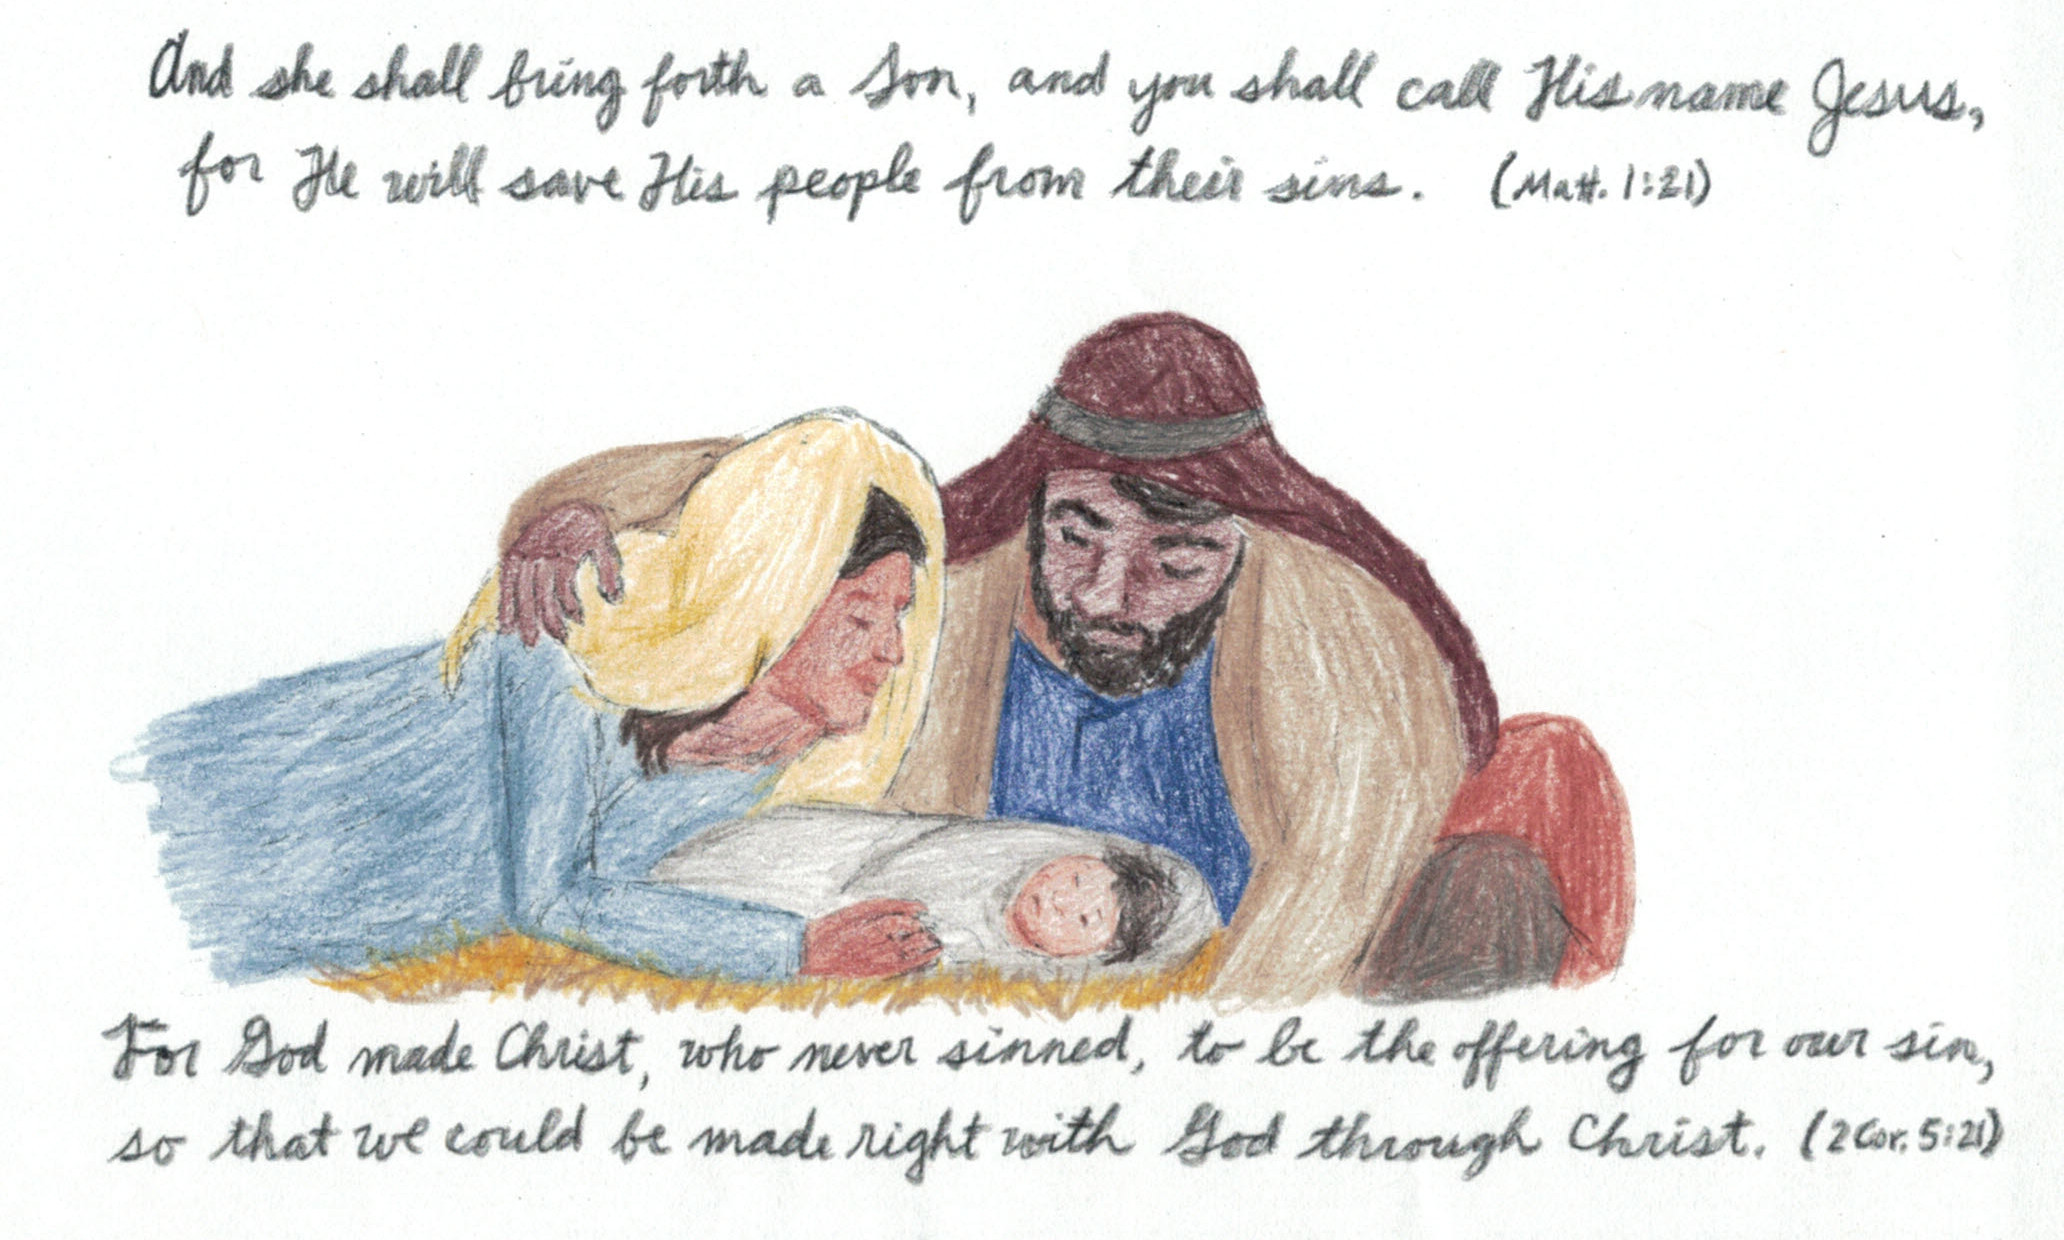 And she shall bring forth a Son, and you shall call His name Jesus,
for He will save His people from their sins. (Matt. 1:21)
For God made Christ, who never sinned, to be the offering for our sin,
so that we could be made right with God through Christ. (2 Cor. 5:21)